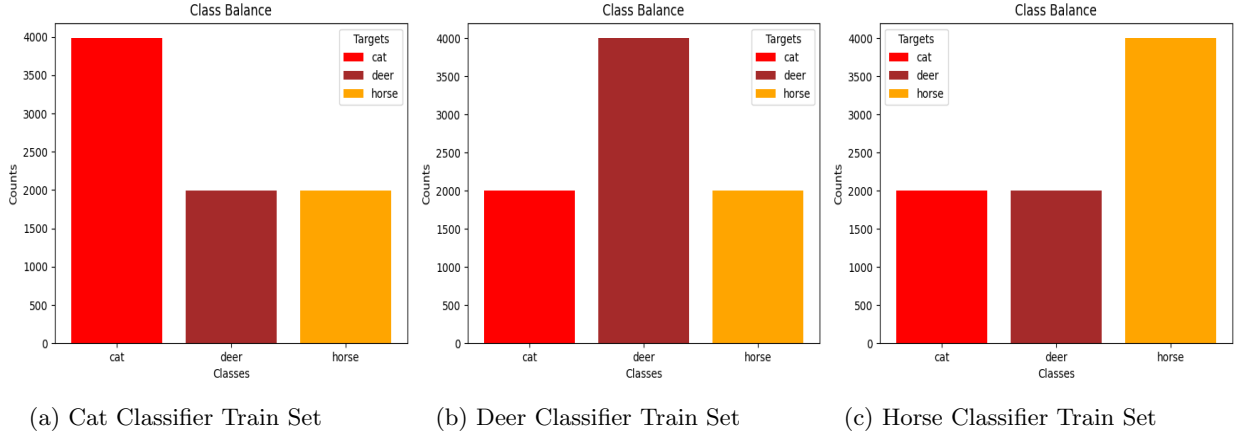 Class Balance
4000
3500
3000
2500
2000
1500
1000
500
0
Counts
Targets
cat
deer
horse
cat deer horse
Classes
(a) Cat Classifier Train Set
Class Balance
4000
3500
3000
2500
2000
1500
1000
500
0
Counts
Targets
cat
deer
horse
cat deer horse
Classes
(b) Deer Classifier Train Set
Class Balance
4000
3500
3000
2500
2000
1500
1000
500
0
Counts
Targets
cat
deer
horse
cat deer horse
Classes
(c) Horse Classifier Train Set